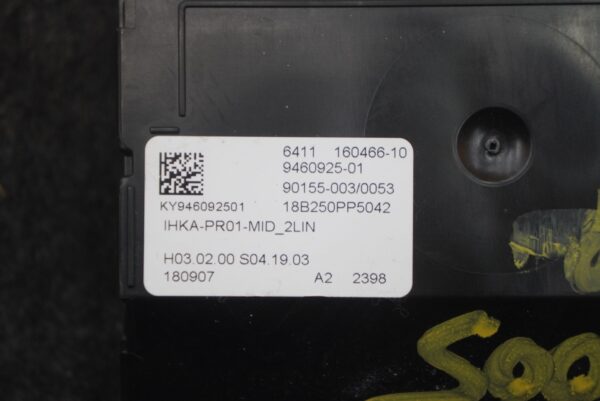 6411 160466-10
9460925-01
90155-003/0053
KY946092501 18B250PP5042
IHKA-PR01-MID_2LIN
H03.02.00 S04.19.03
180907 A2 2398